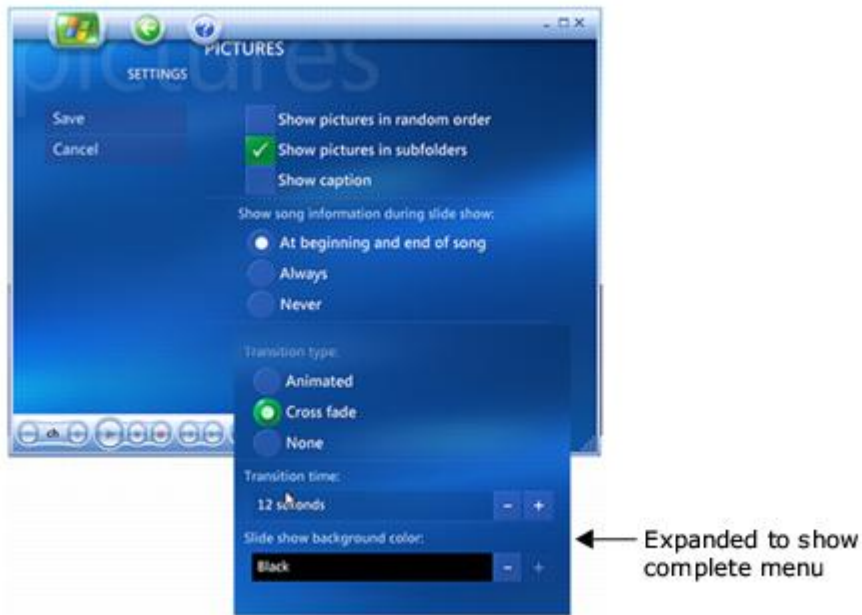 pictures
PICTURES
SETTINGS
Save
Cancel
Show pictures in random order
Show pictures in subfolders
Show caption
Show song information during slide show:
At beginning and end of song
Always
Never
Transition type:
Animated
Cross fade
None
Transition time:
12 seconds
- +
Slide show background color:
Black
- +
ch
Expanded to show
complete menu